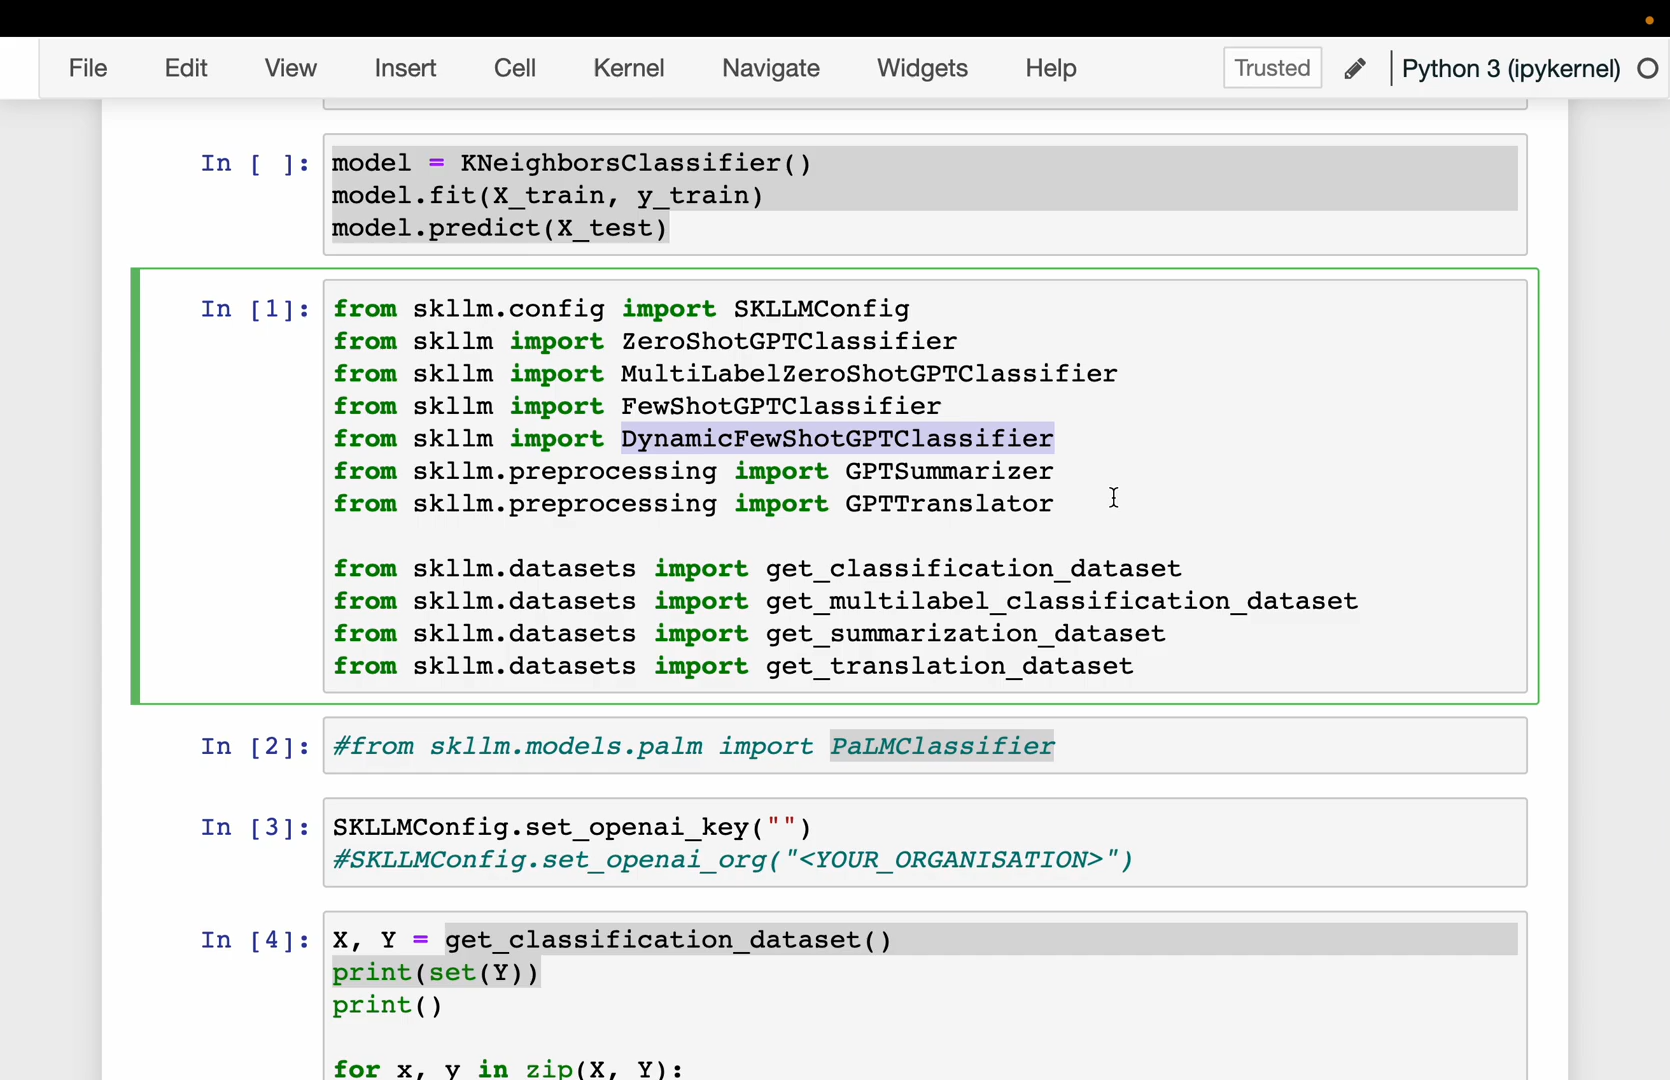 File Edit View Insert Cell Kernel Navigate Widgets Help Trusted Python 3 (ipykernel)
In [ ]: model = KNeighborsClassifier()
model.fit(X_train, y_train)
model.predict(X_test)
In [1]: from skllm.config import SKLLMConfig
from skllm import ZeroShotGPTClassifier
from skllm import MultiLabelZeroShotGPTClassifier
from skllm import FewShotGPTClassifier
from skllm import DynamicFewShotGPTClassifier
from skllm.preprocessing import GPTSummarizer
from skllm.preprocessing import GPTTranslator
from skllm.datasets import get_classification_dataset
from skllm.datasets import get_multilabel_classification_dataset
from skllm.datasets import get_summarization_dataset
from skllm.datasets import get_translation_dataset
In [2]: #from skllm.models.palm import PaLMClassifier
In [3]: SKLLMConfig.set_openai_key("")
#SKLLMConfig.set_openai_org("<YOUR_ORGANISATION>")
In [4]: X, Y = get_classification_dataset()
print(set(Y))
print()
for x, y in zip(X, Y):